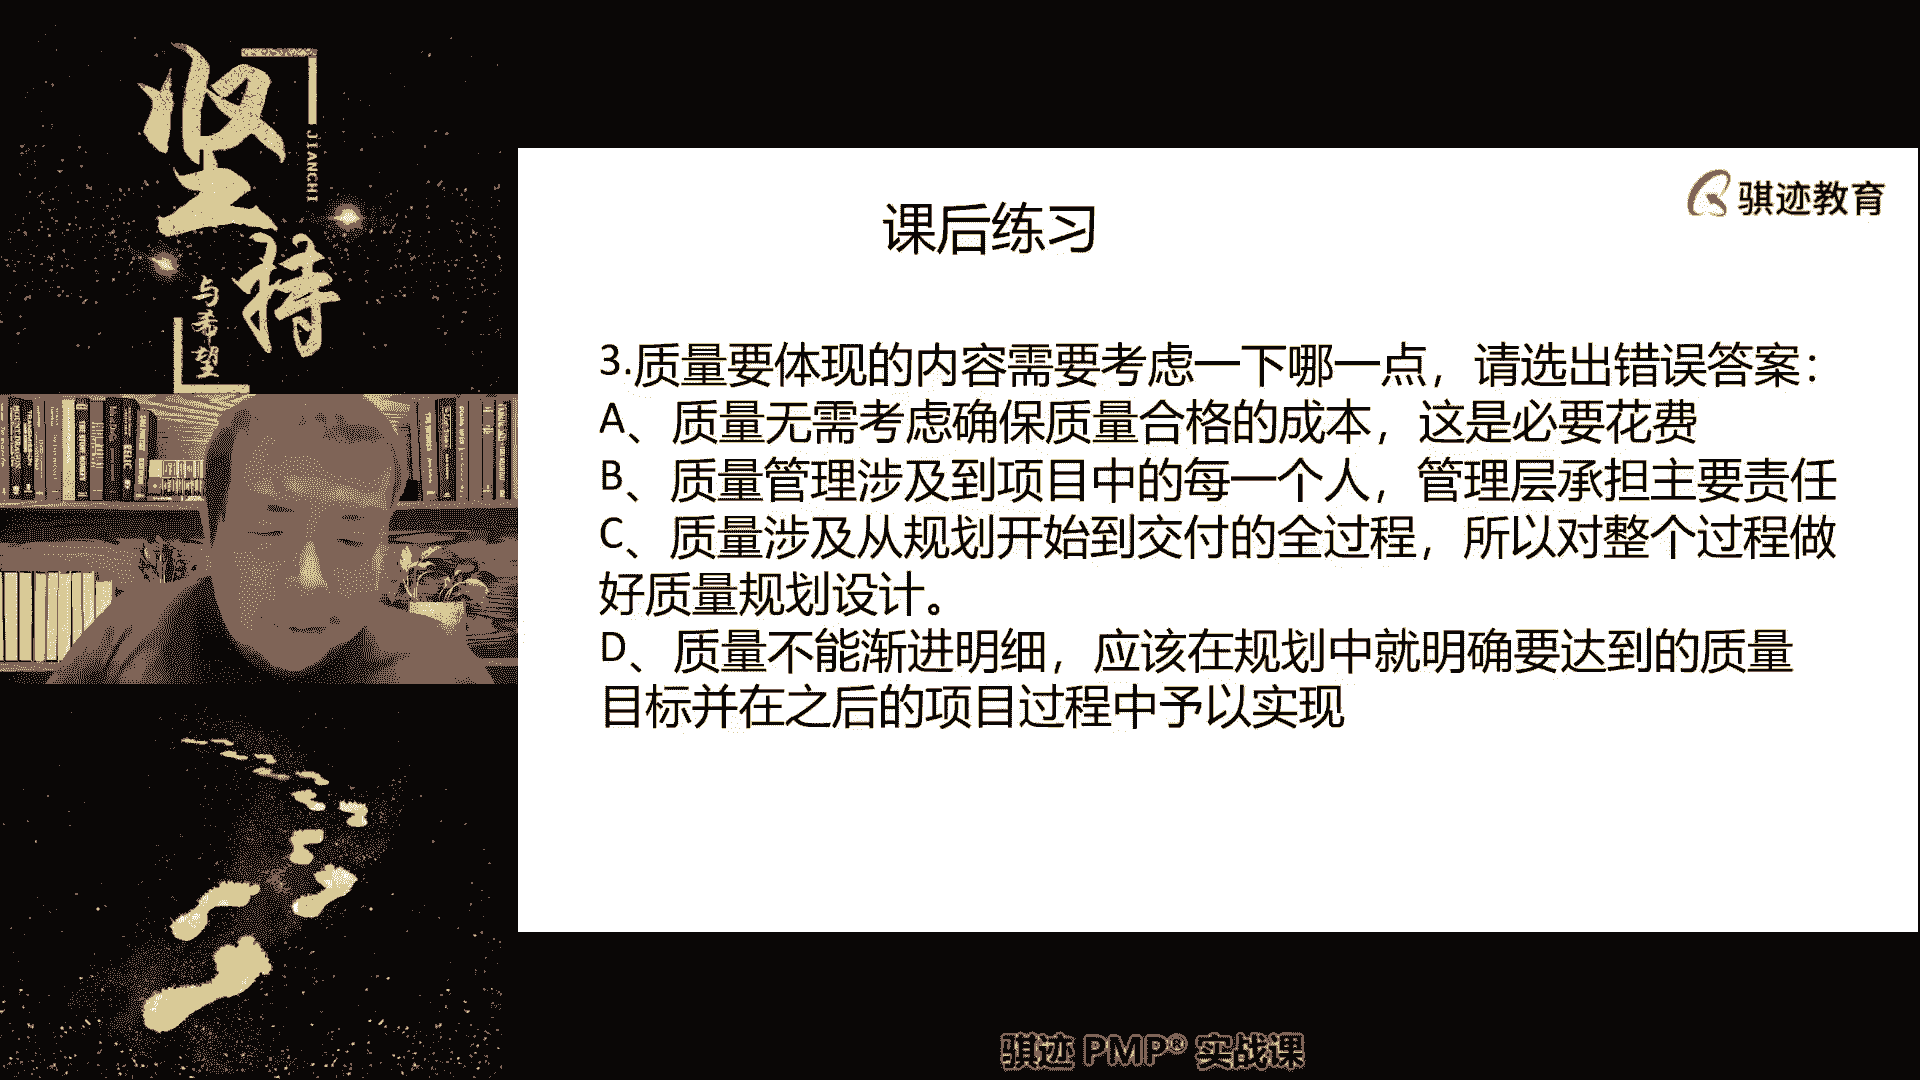 坚持
JIANCHI
与希望
骐迹教育
课后练习
3.质量要体现的内容需要考虑一下哪一点，请选出错误答案：
A、质量无需考虑确保质量合格的成本，这是必要花费
B、质量管理涉及到项目中的每一个人，管理层承担主要责任
C、质量涉及从规划开始到交付的全过程，所以对整个过程做
好质量规划设计。
D、质量不能渐进明细，应该在规划中就明确要达到的质量
目标并在之后的项目过程中予以实现
骐迹 PMP® 实战课